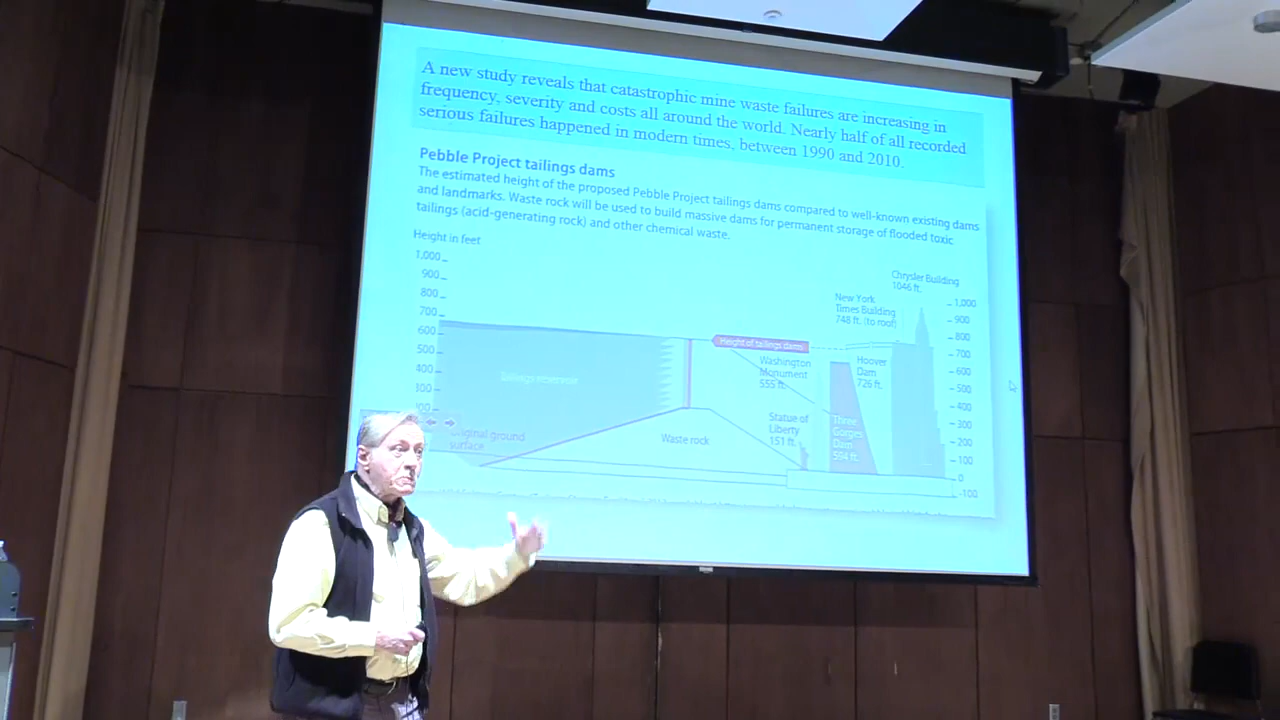 A new study reveals that catastrophic mine waste failures are increasing in
frequency, severity and costs all around the world. Nearly half of all recorded
serious failures happened in modern times, between 1990 and 2010.
Pebble Project tailings dams
The estimated height of the proposed Pebble Project tailings dams compared to well-known existing dams
and landmarks. Waste rock will be used to build massive dams for permanent storage of flooded toxic
tailings (acid-generating rock) and other chemical waste.
Height in feet
1,000
900
800
700
600
500
400
300
Tailings reservoir
ground
surface
Waste rock
Height of tailings dams
Washington
Monument
555 ft.
Statue of
Liberty
151 ft.
Three
Gorges
Dam
594 ft.
Hoover
Dam
726 ft.
New York
Times Building
748 ft. (to roof)
Chrysler Building
1046 ft.
1,000
900
800
700
600
500
400
300
200
100
0
-100